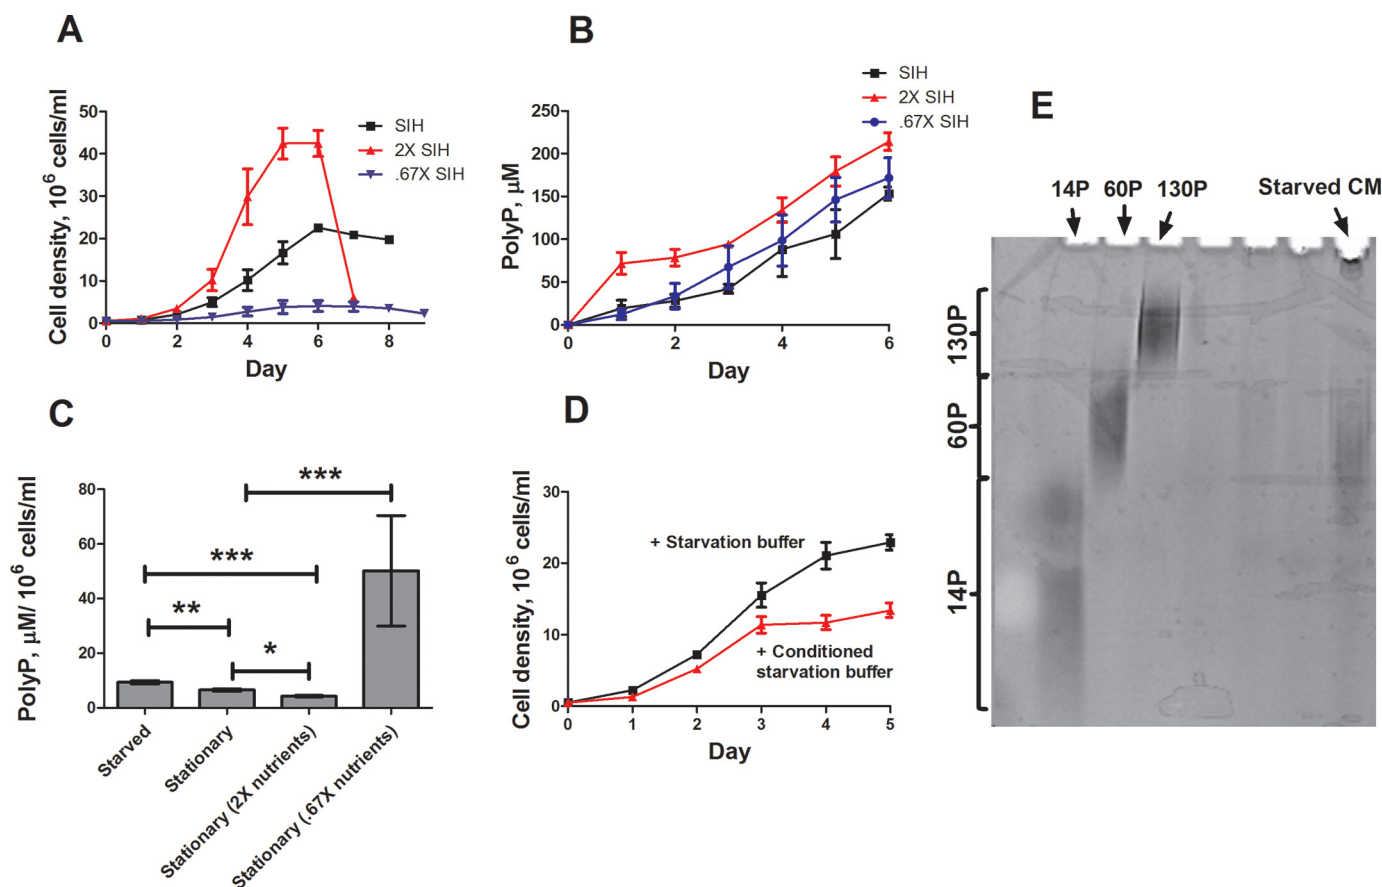 A
Cell density, 10⁶ cells/ml
50
40
30
20
10
0
0
2
4
6
8
Day
SIH
2X SIH
.67X SIH
B
PolyP, µM
250
200
150
100
50
0
0
2
4
6
Day
SIH
2X SIH
.67X SIH
C
PolyP, µM/ 10⁶ cells/ml
80
60
40
20
0
***
***
**
*
Starved
Stationary
Stationary (2X nutrients)
Stationary (.67X nutrients)
D
Cell density, 10⁶ cells/ml
30
20
10
0
0
1
2
3
4
5
Day
+ Starvation buffer
+ Conditioned
starvation buffer
E
14P
60P
130P
Starved CM
130P
60P
14P